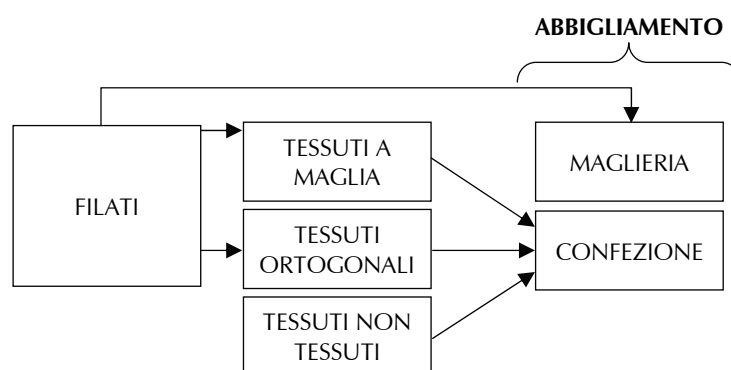 ABBIGLIAMENTO
FILATI
TESSUTI A
MAGLIA
TESSUTI
ORTOGONALI
TESSUTI NON
TESSUTI
MAGLIERIA
CONFEZIONE